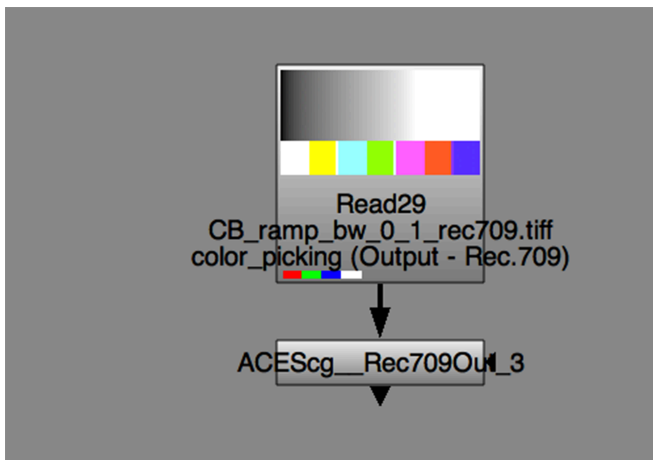 Read29
CB_ramp_bw_0_1_rec709.tiff
color_picking (Output - Rec.709)
ACEScg__Rec709Out_3